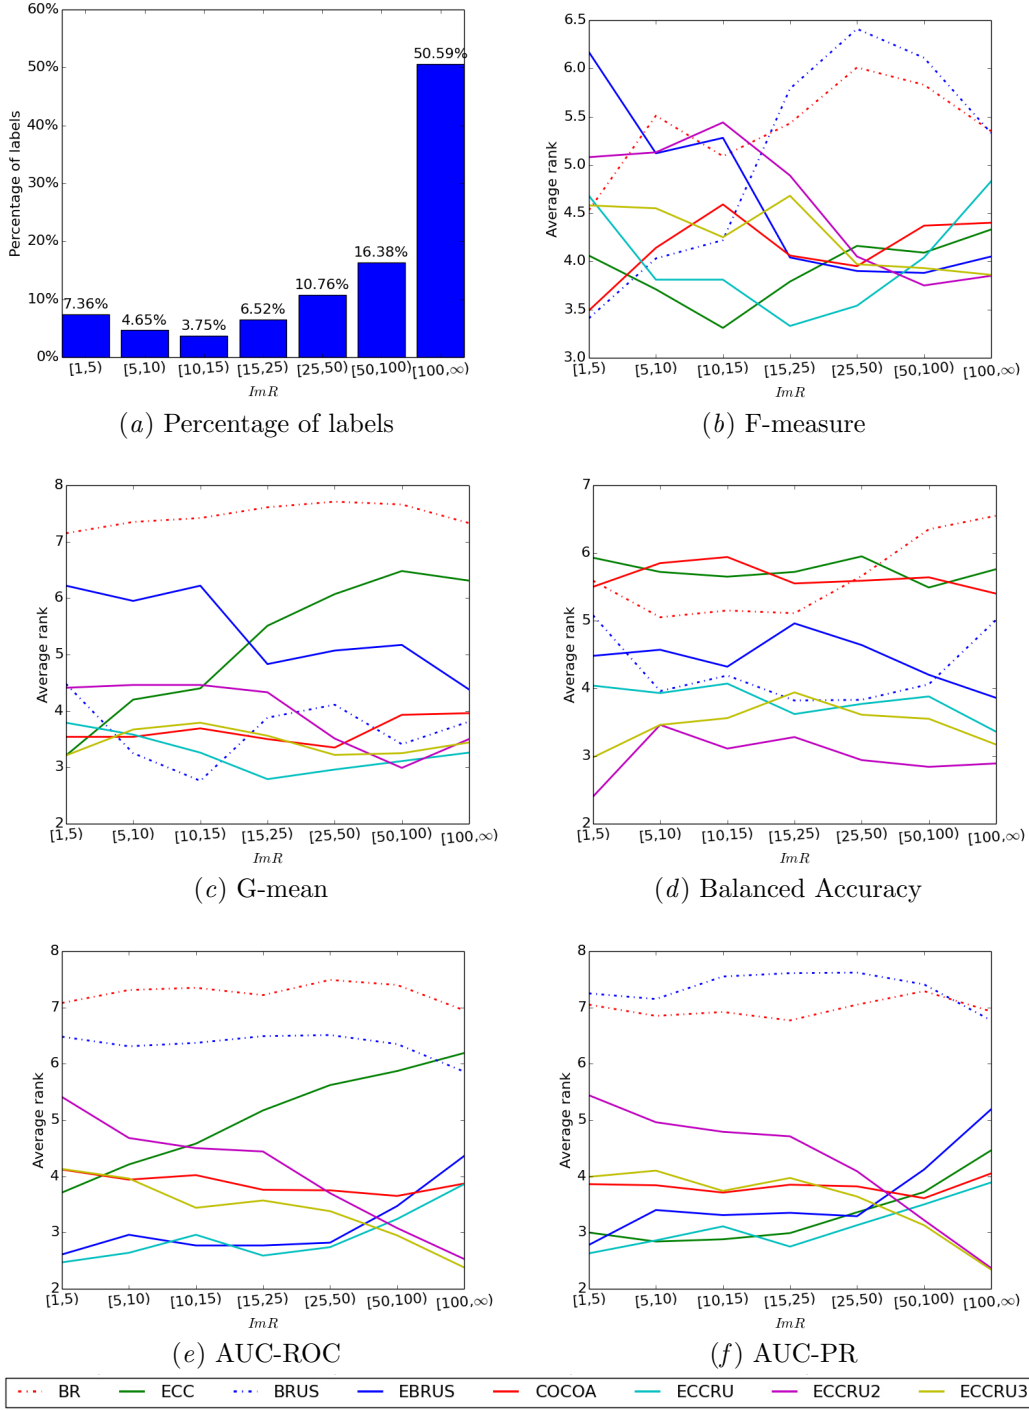 60%
50%
40%
30%
20%
10%
0%
Percentage of labels
7.36%
4.65%
3.75%
6.52%
10.76%
16.38%
50.59%
[1,5) [5,10) [10,15) [15,25) [25,50) [50,100) [100,∞)
ImR
(a) Percentage of labels
6.5
6.0
5.5
5.0
4.5
4.0
3.5
3.0
Average rank
[1,5) [5,10) [10,15) [15,25) [25,50) [50,100) [100,∞)
ImR
(b) F-measure
8
7
6
5
4
3
2
Average rank
[1,5) [5,10) [10,15) [15,25) [25,50) [50,100) [100,∞)
ImR
(c) G-mean
7
6
5
4
3
2
Average rank
[1,5) [5,10) [10,15) [15,25) [25,50) [50,100) [100,∞)
ImR
(d) Balanced Accuracy
8
7
6
5
4
3
2
Average rank
[1,5) [5,10) [10,15) [15,25) [25,50) [50,100) [100,∞)
ImR
(e) AUC-ROC
8
7
6
5
4
3
2
Average rank
[1,5) [5,10) [10,15) [15,25) [25,50) [50,100) [100,∞)
ImR
(f) AUC-PR
BR ECC BRUS EBRUS COCOA ECCRU ECCRU2 ECCRU3